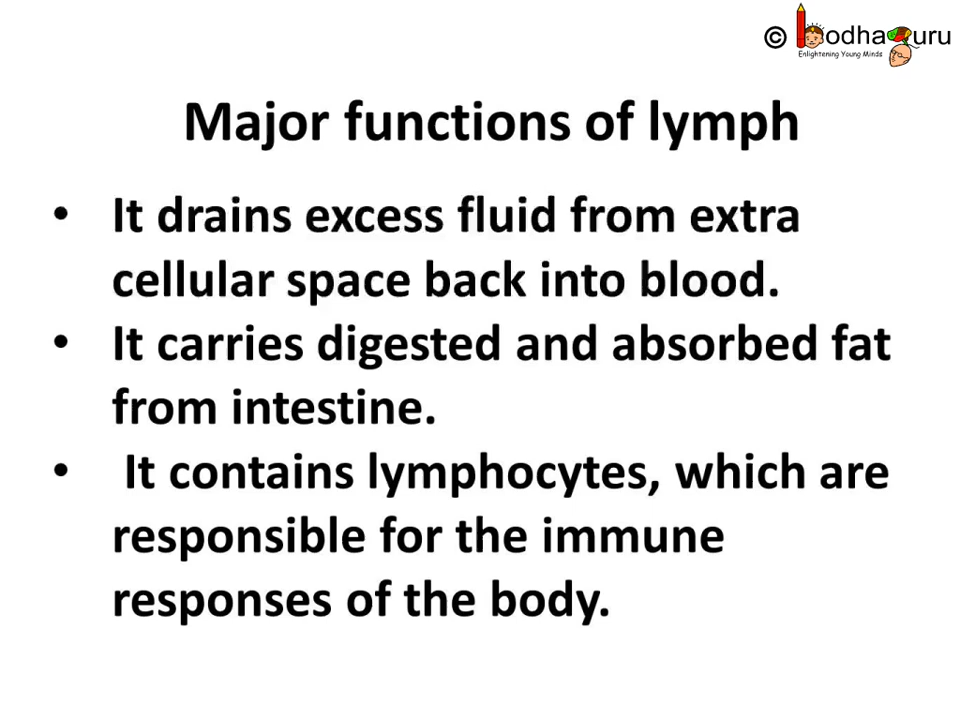 © BodhaGuru
Enlightening Young Minds
Major functions of lymph
• It drains excess fluid from extra
cellular space back into blood.
• It carries digested and absorbed fat
from intestine.
• It contains lymphocytes, which are
responsible for the immune
responses of the body.